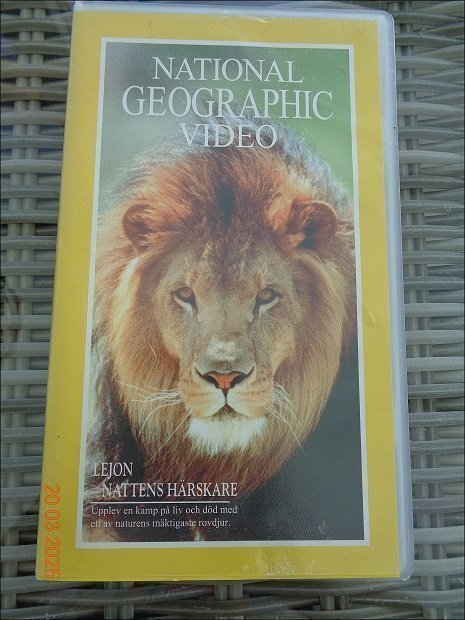 NATIONAL
GEOGRAPHIC
VIDEO
LEJON
– NATTENS HÄRSKARE
Upplev en kamp på liv och död med
ett av naturens mäktigaste rovdjur.
20 03 2025